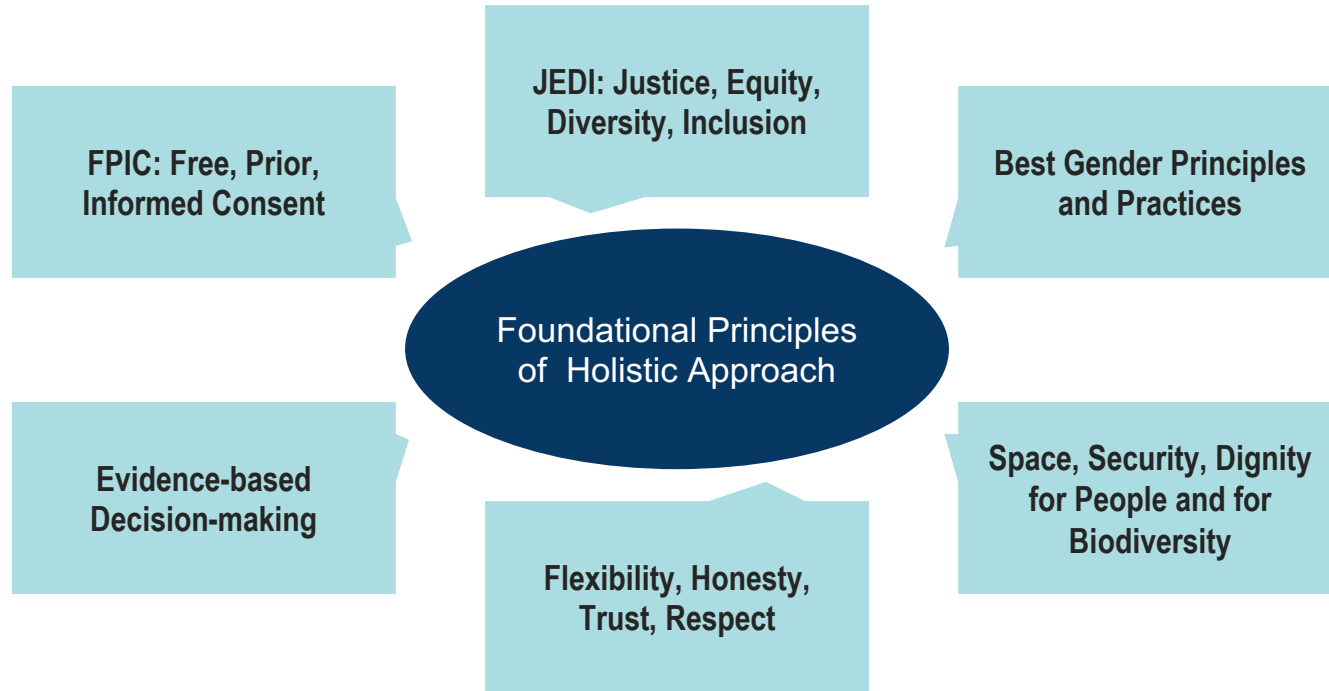 JEDI: Justice, Equity,
Diversity, Inclusion
FPIC: Free, Prior,
Informed Consent
Best Gender Principles
and Practices
Foundational Principles
of  Holistic Approach
Evidence-based
Decision-making
Space, Security, Dignity
for People and for
Biodiversity
Flexibility, Honesty,
Trust, Respect